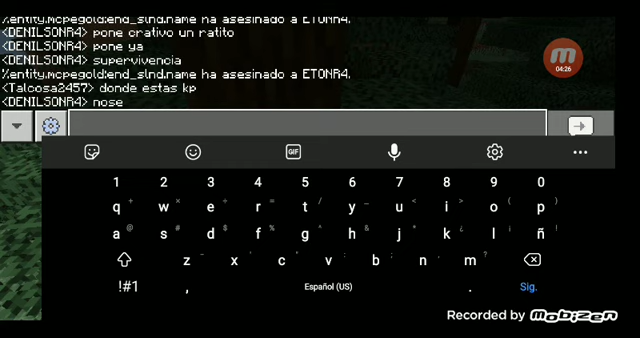 %entity.mcpegold:end_slnd.name ha asesinado a ETONR4.
<DENILSONR4> pone crativo un ratito
<DENILSONR4> pone ya
<DENILSONR4> supervivencia
%entity.mcpegold:end_slnd.name ha asesinado a ETONR4.
<Talcosa2457> donde estas kp
<DENILSONR4> nose
04:26
GIF
1 2 3 4 5 6 7 8 9 0
q + w × e ÷ r = t / y _ u < i > o ( p )
a @ s # d $ f % g * h & j * k ¿ l ¡ ñ !
z - x ' c " v : b ; n , m ?
!#1 , Español (US) . Sig.
Recorded by Mobizen